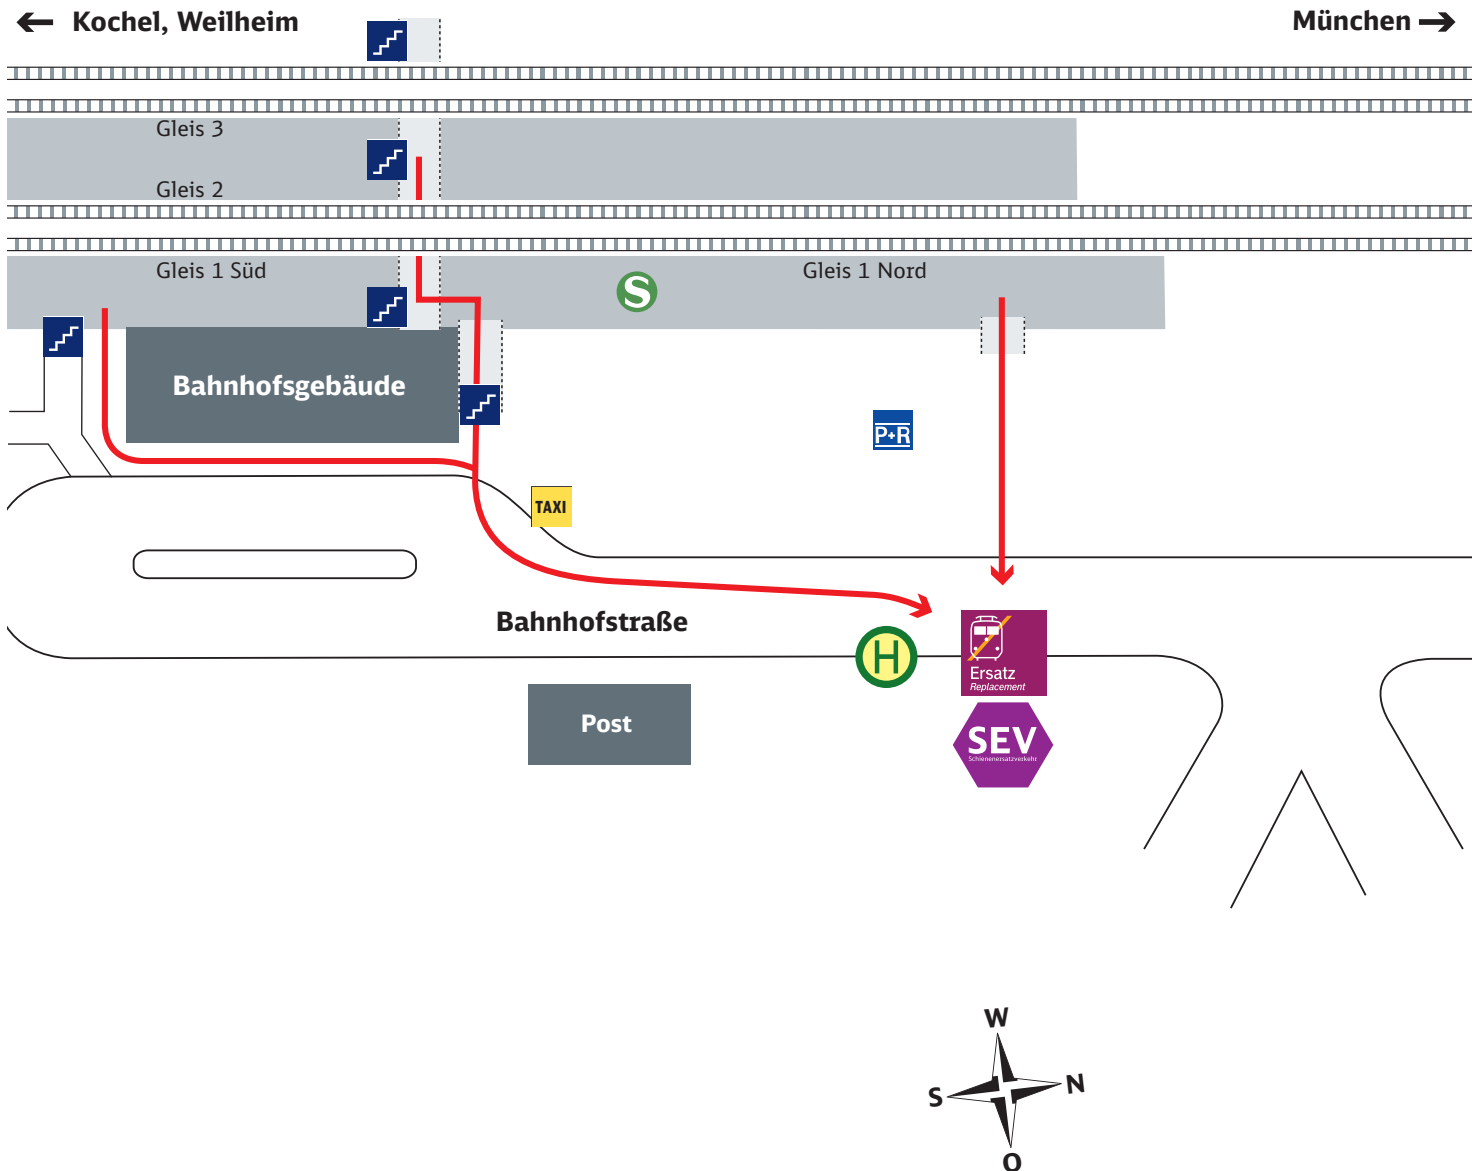 Kochel, Weilheim
München
Gleis 3
Gleis 2
Gleis 1 Süd
Gleis 1 Nord
S
Bahnhofsgebäude
P+R
TAXI
Bahnhofstraße
H
Ersatz
Replacement
Post
SEV
Schienenersatzverkehr
W
S
N
O